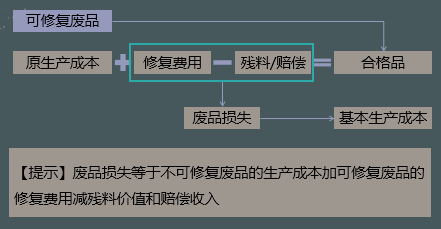 可修复废品
原生产成本 + 修复费用 - 残料/赔偿 = 合格品
废品损失 基本生产成本
【提示】废品损失等于不可修复废品的生产成本加可修复废品的
修复费用减残料价值和赔偿收入